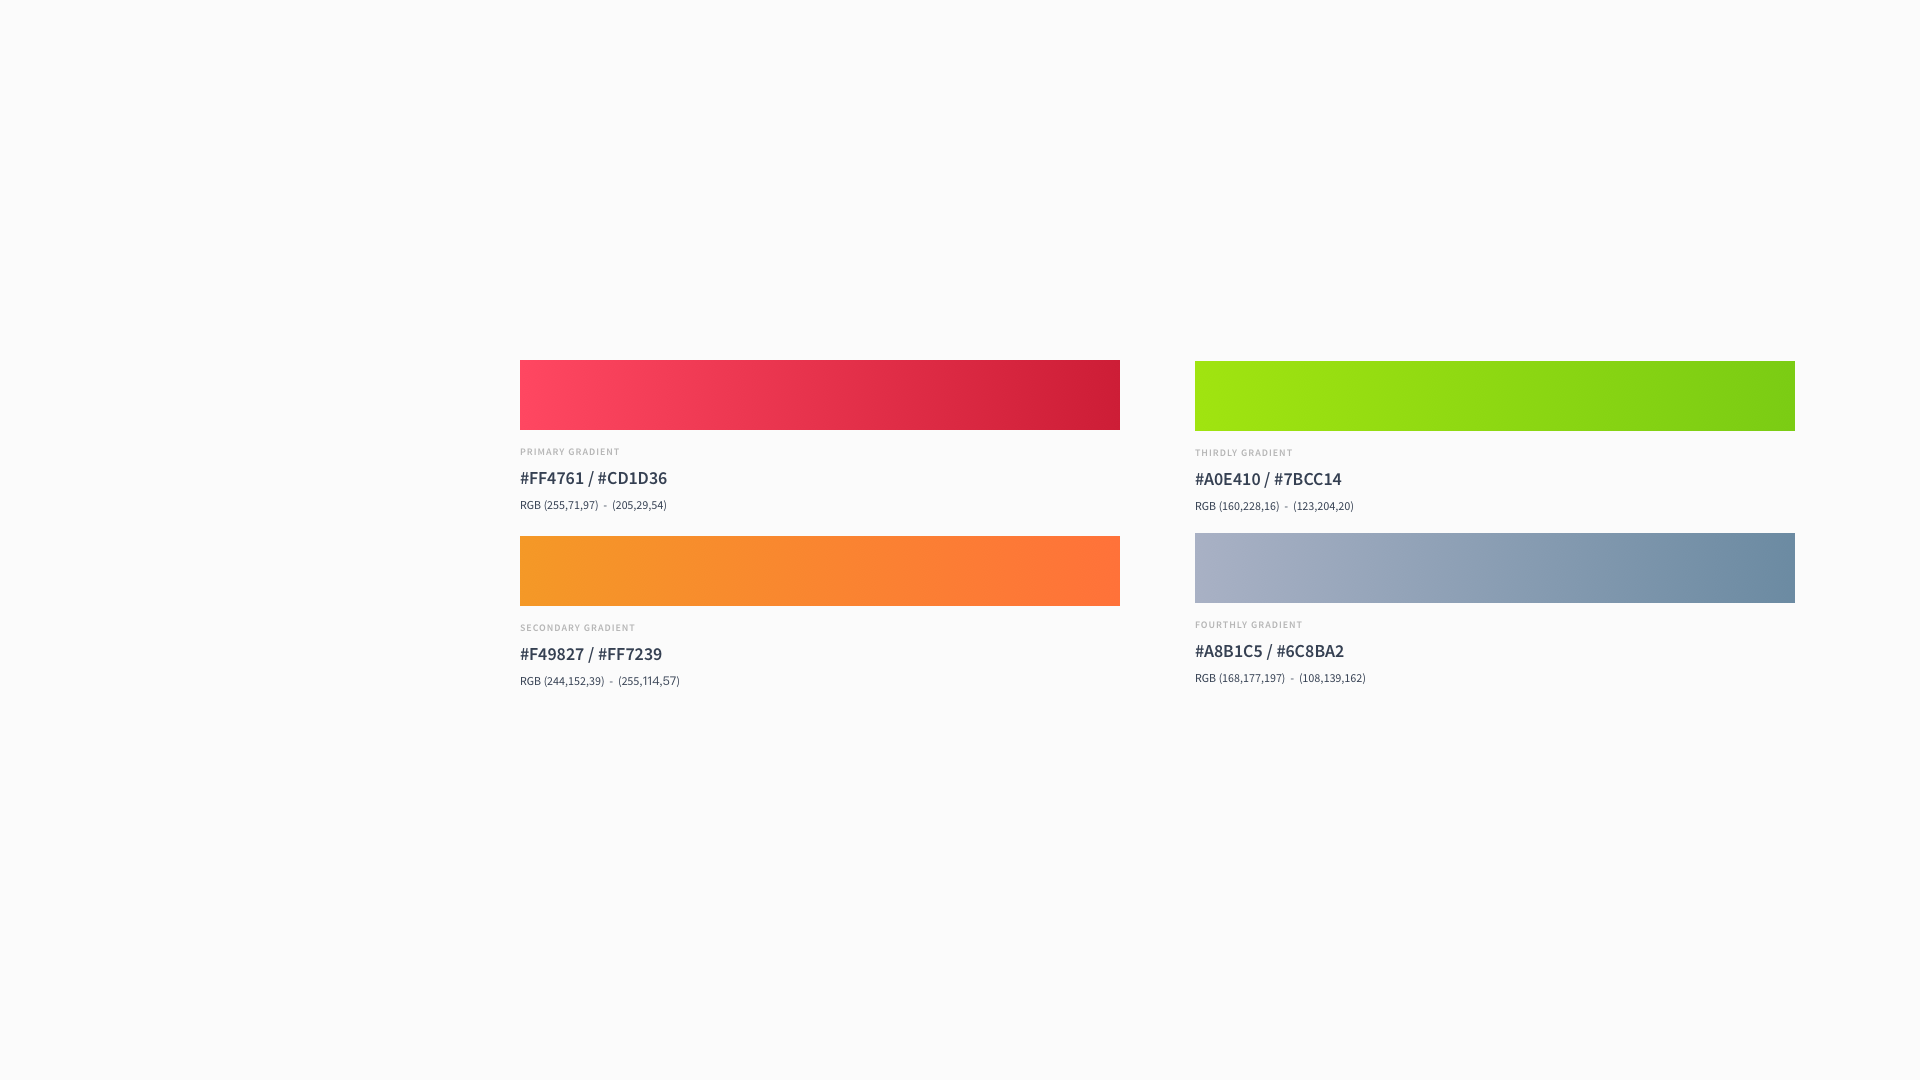 PRIMARY GRADIENT
#FF4761 / #CD1D36
RGB (255,71,97) - (205,29,54)
SECONDARY GRADIENT
#F49827 / #FF7239
RGB (244,152,39) - (255,114,57)
THIRDLY GRADIENT
#A0E410 / #7BCC14
RGB (160,228,16) - (123,204,20)
FOURTHLY GRADIENT
#A8B1C5 / #6C8BA2
RGB (168,177,197) - (108,139,162)